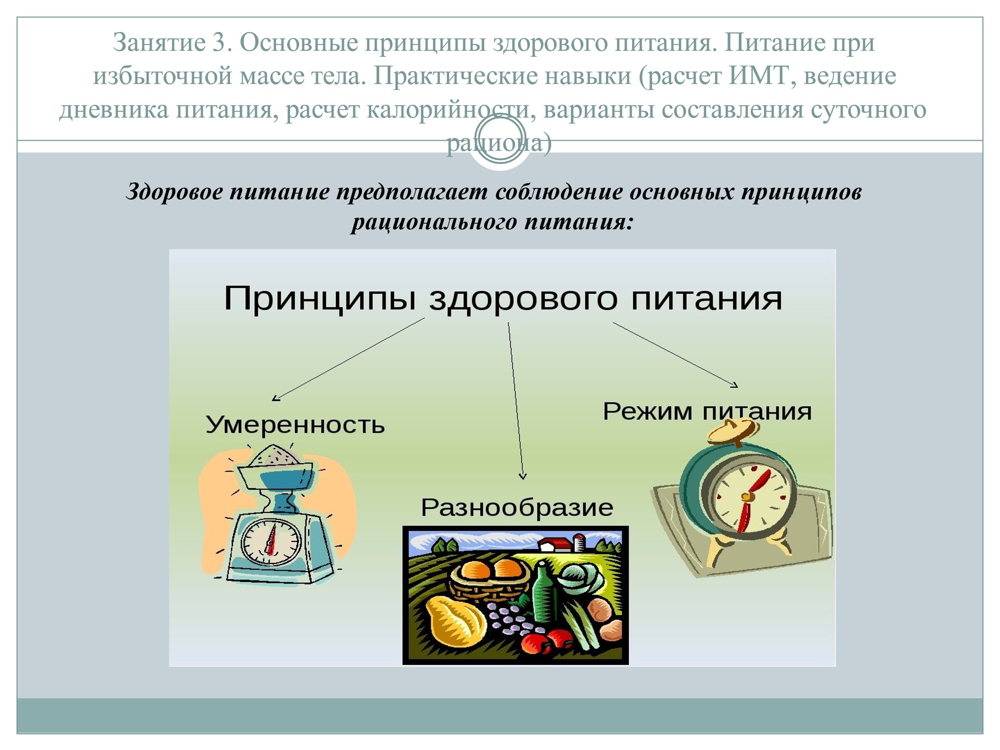 Занятие 3. Основные принципы здорового питания. Питание при
избыточной массе тела. Практические навыки (расчет ИМТ, ведение
дневника питания, расчет калорийности, варианты составления суточного
рациона)
Здоровое питание предполагает соблюдение основных принципов
рационального питания:
Принципы здорового питания
Умеренность
Режим питания
Разнообразие